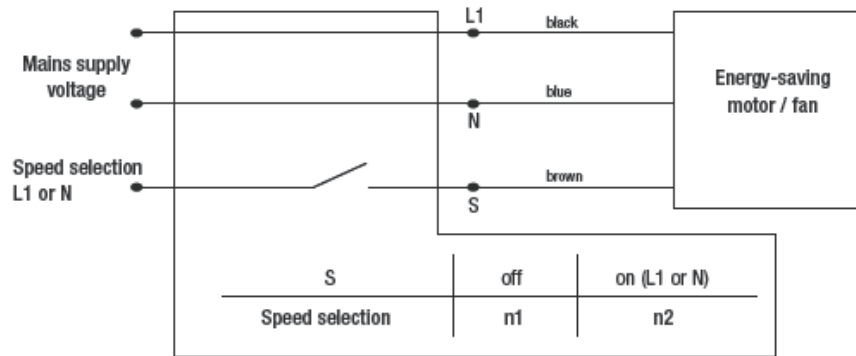 L1
black
Mains supply
voltage
Energy-saving
motor / fan
blue
N
Speed selection
L1 or N
brown
S
S off on (L1 or N)
Speed selection n1 n2